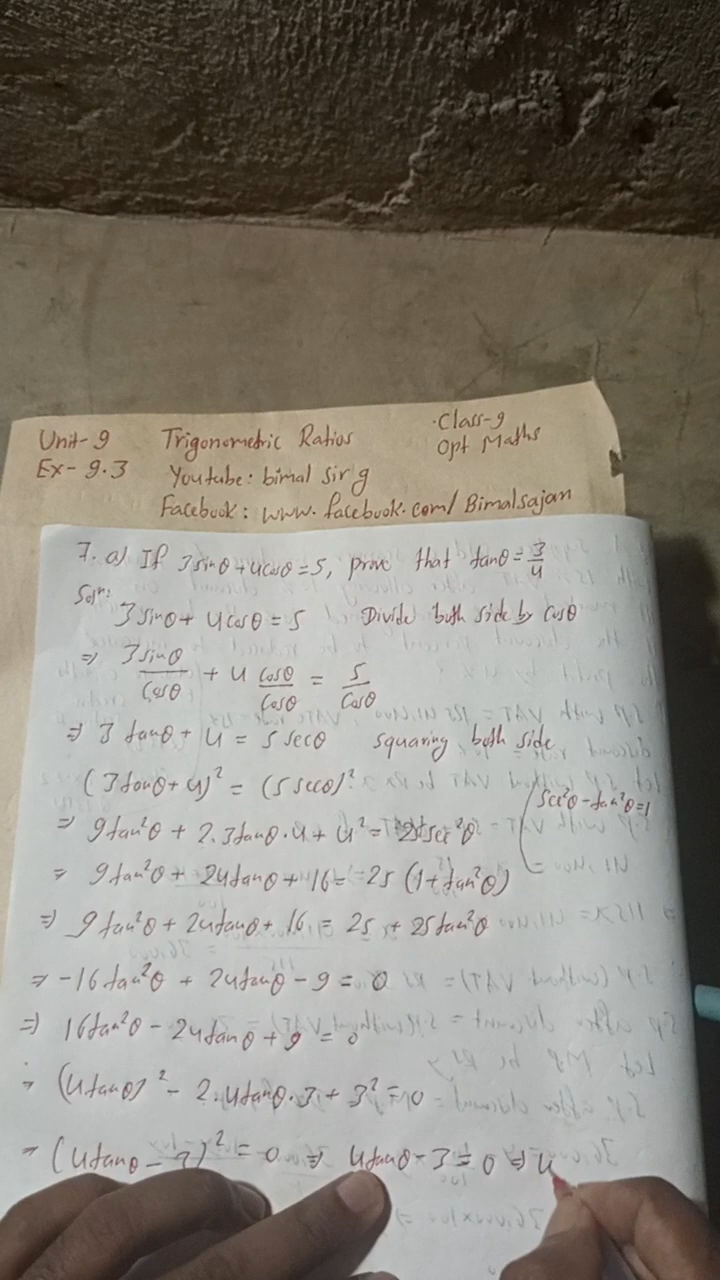 Unit-9 Trigonometric Ratios Class-9
Ex-9.3 Youtube: bimal sir g Opt Maths
Facebook: www.facebook.com/Bimalsajan
7. a) If 3sinθ+4cosθ=5, prove that tanθ=3/4
Solⁿ:
3sinθ+4cosθ=5 Divide both side by Cosθ
⇒ 3sinθ/Cosθ + 4 Cosθ/Cosθ = 5/Cosθ
⇒ 3 tanθ + 4 = 5 secθ squaring both side
(3tanθ+4)² = (5 secθ)²
Sec²θ-tan²θ=1
⇒ 9tan²θ + 2.3tanθ.4 + 4² = 25sec²θ
⇒ 9tan²θ + 24tanθ + 16 = 25 (1+tan²θ)
⇒ 9tan²θ + 24tanθ + 16 = 25 + 25tan²θ
⇒ -16tan²θ + 24tanθ - 9 = 0
⇒ 16tan²θ - 24tanθ + 9 = 0
⇒ (4tanθ)² - 2.4tanθ.3 + 3² = 0
⇒ (4tanθ - 3)² = 0 ⇒ 4tanθ - 3 = 0 ⇒ 4